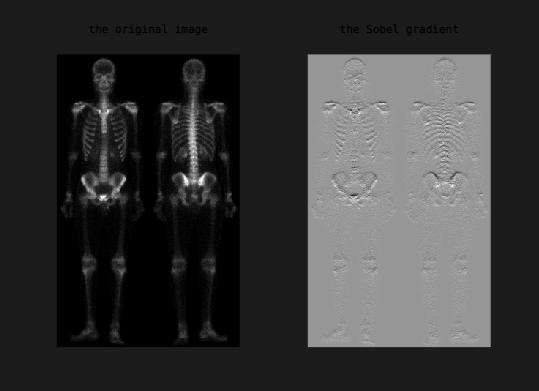 the original image
the Sobel gradient